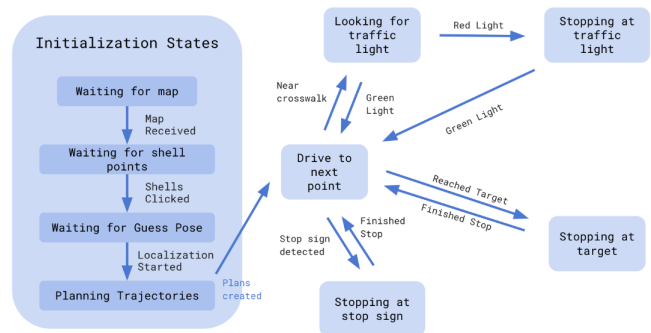 Initialization States
Waiting for map
Map
Received
Waiting for shell
points
Shells
Clicked
Waiting for Guess Pose
Localization
Started
Planning Trajectories
Plans
created
Looking for
traffic
light
Red Light
Stopping at
traffic
light
Near
crosswalk
Green
Light
Green Light
Drive to
next
point
Reached Target
Finished Stop
Stopping at
target
Stop sign
detected
Finished
Stop
Stopping at
stop sign